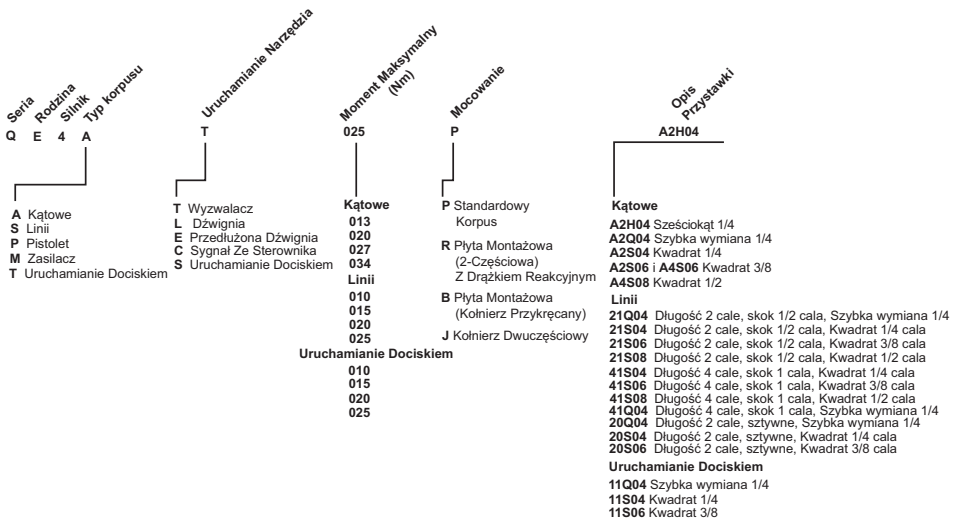 Seria
Rodzina
Silnik
Typ korpusu
Uruchamianie Narzędzia
Moment Maksymalny
(Nm)
Mocowanie
Opis
Przystawki
Q E 4 A T 025 P A2H04
A Kątowe
S Linii
P Pistolet
M Zasilacz
T Uruchamianie Dociskiem
T Wyzwalacz
L Dźwignia
E Przedłużona Dźwignia
C Sygnał Ze Sterownika
S Uruchamianie Dociskiem
Kątowe
013
020
027
034
Linii
010
015
020
025
Uruchamianie Dociskiem
010
015
020
025
P Standardowy
Korpus
R Płyta Montażowa
(2-Częściowa)
Z Drążkiem Reakcyjnym
B Płyta Montażowa
(Kołnierz Przykręcany)
J Kołnierz Dwuczęściowy
Kątowe
A2H04 Sześciokąt 1/4
A2Q04 Szybka wymiana 1/4
A2S04 Kwadrat 1/4
A2S06 i A4S06 Kwadrat 3/8
A4S08 Kwadrat 1/2
Linii
21Q04 Długość 2 cale, skok 1/2 cala, Szybka wymiana 1/4
21S04 Długość 2 cale, skok 1/2 cala, Kwadrat 1/4 cala
21S06 Długość 2 cale, skok 1/2 cala, Kwadrat 3/8 cala
21S08 Długość 2 cale, skok 1/2 cala, Kwadrat 1/2 cala
41S04 Długość 4 cale, skok 1 cala, Kwadrat 1/4 cala
41S06 Długość 4 cale, skok 1 cala, Kwadrat 3/8 cala
41S08 Długość 4 cale, skok 1 cala, Kwadrat 1/2 cala
41Q04 Długość 4 cale, skok 1 cala, Szybka wymiana 1/4
20Q04 Długość 2 cale, sztywne, Szybka wymiana 1/4
20S04 Długość 2 cale, sztywne, Kwadrat 1/4 cala
20S06 Długość 2 cale, sztywne, Kwadrat 3/8 cala
Uruchamianie Dociskiem
11Q04 Szybka wymiana 1/4
11S04 Kwadrat 1/4
11S06 Kwadrat 3/8